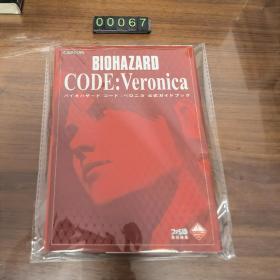 00067
CAPCOM
BIOHAZARD
CODE:Veronica
バイオハザード コード:ベロニカ 公式ガイドブック
ファミ通